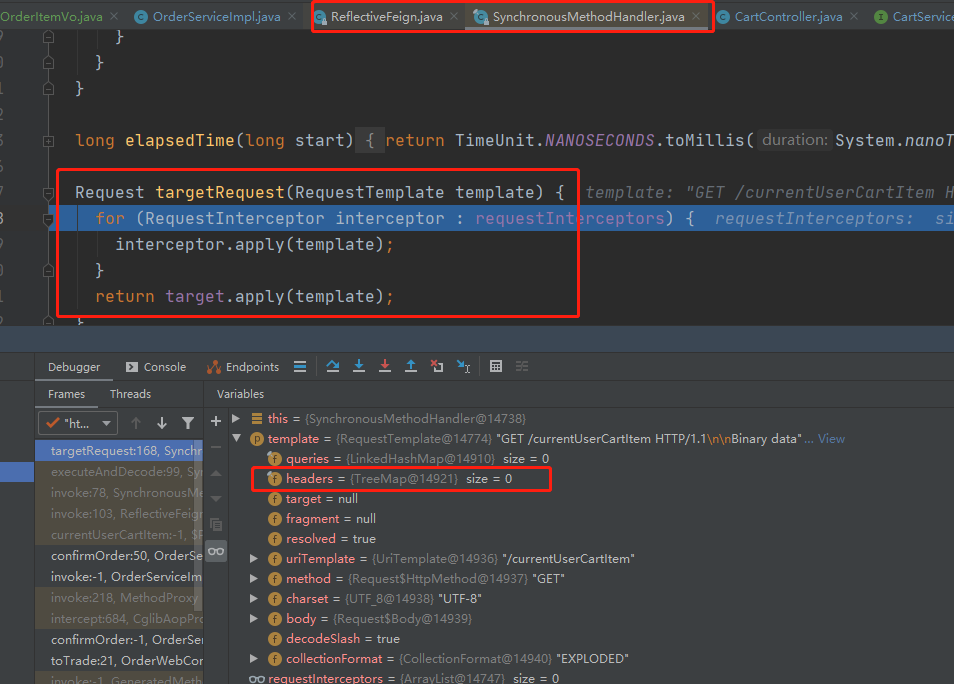 OrderItemVo.java × OrderServiceImpl.java × ReflectiveFeign.java × SynchronousMethodHandler.java × CartController.java × CartService
}
}
}
long elapsedTime(long start) { return TimeUnit.NANOSECONDS.toMillis( duration: System.nanoT
Request targetRequest(RequestTemplate template) { template: "GET /currentUserCartItem H
for (RequestInterceptor interceptor : requestInterceptors) { requestInterceptors: si
interceptor.apply(template);
}
return target.apply(template);
}
Debugger Console Endpoints
Frames Threads Variables
"ht...
this = {SynchronousMethodHandler@14738}
template = {RequestTemplate@14774} "GET /currentUserCartItem HTTP/1.1\n\nBinary data"... View
queries = {LinkedHashMap@14910} size = 0
headers = {TreeMap@14921} size = 0
target = null
fragment = null
resolved = true
uriTemplate = {UriTemplate@14936} "/currentUserCartItem"
method = {Request$HttpMethod@14937} "GET"
charset = {UTF_8@14938} "UTF-8"
body = {Request$Body@14939}
decodeSlash = true
collectionFormat = {CollectionFormat@14940} "EXPLODED"
requestInterceptors = {ArrayList@14747} size = 0
targetRequest:168, Synchr
executeAndDecode:99, Sy
invoke:78, SynchronousMe
invoke:103, ReflectiveFeign
currentUserCartItem:-1, $P
confirmOrder:50, OrderSe
invoke:-1, OrderServiceIm
invoke:218, MethodProxy
intercept:684, CglibAopPro
confirmOrder:-1, OrderSer
toTrade:21, OrderWebCon
invoke:-1, GeneratedMeth